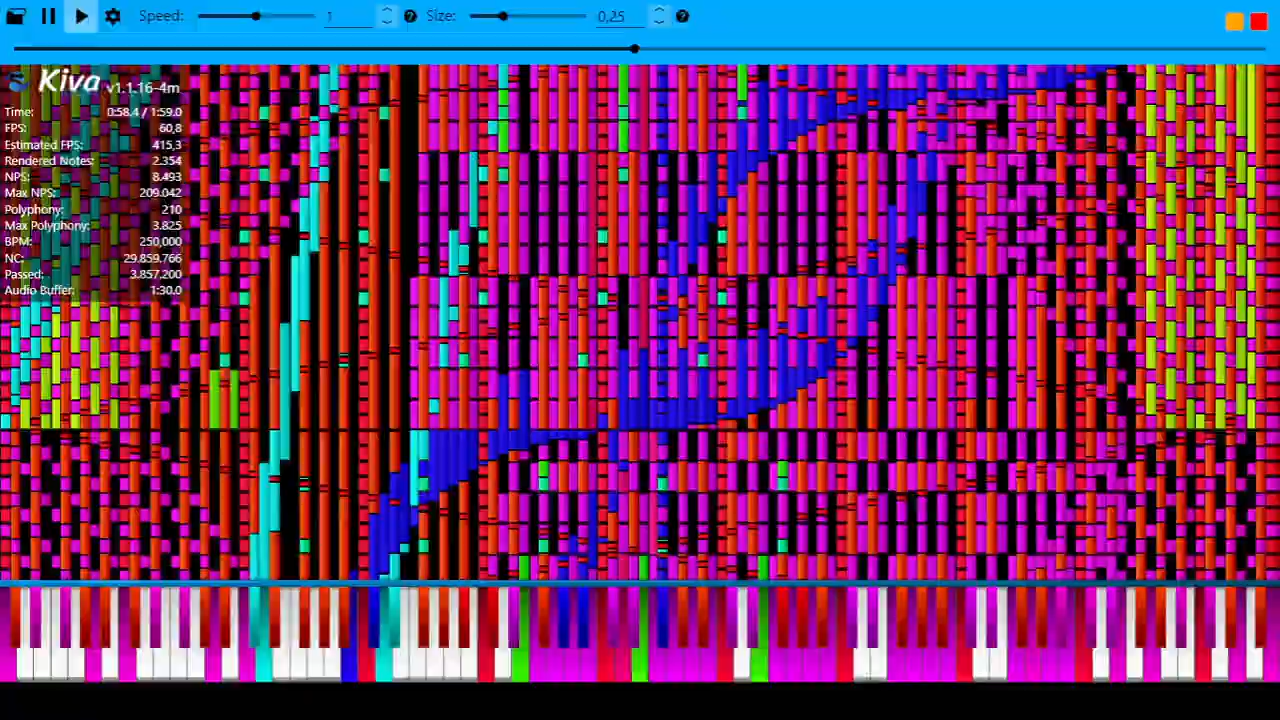 Speed: 1 ? Size: 0,25 ?
Kiva v1.1.16-4m
Time: 0:58.4 / 1:59.0
FPS: 60,8
Estimated FPS: 415,3
Rendered Notes: 2.354
NPS: 8.493
Max NPS: 209.042
Polyphony: 210
Max Polyphony: 3.825
BPM: 250,000
NC: 29.859.766
Passed: 3.857.200
Audio Buffer: 1:30.0